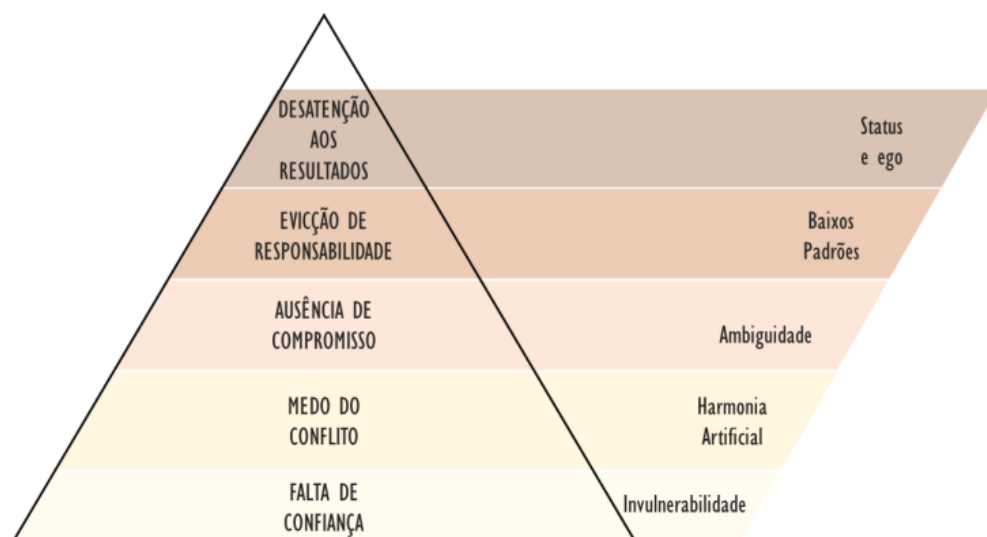 DESATENÇÃO
AOS
RESULTADOS
Status
e ego
EVICÇÃO DE
RESPONSABILIDADE
Baixos
Padrões
AUSÊNCIA DE
COMPROMISSO
Ambiguidade
MEDO DO
CONFLITO
Harmonia
Artificial
FALTA DE
CONFIANÇA
Invulnerabilidade